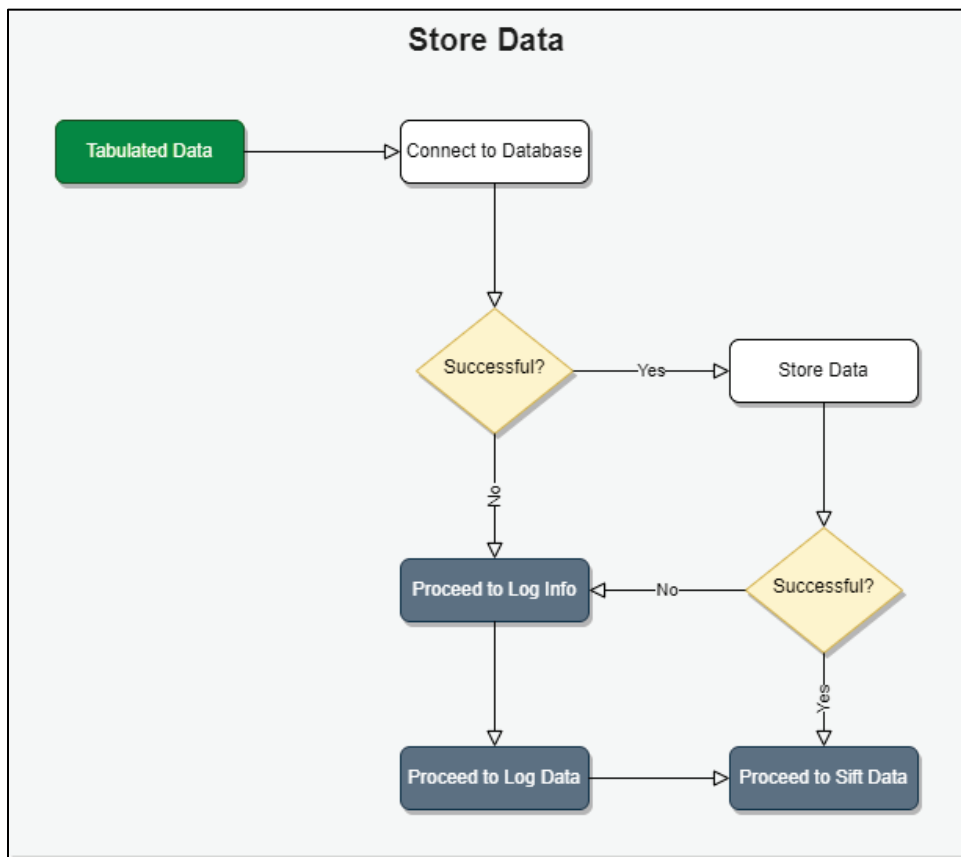 Store Data
Tabulated Data
Connect to Database
Successful?
Yes
Store Data
No
Proceed to Log Info
No
Successful?
Yes
Proceed to Log Data
Proceed to Sift Data